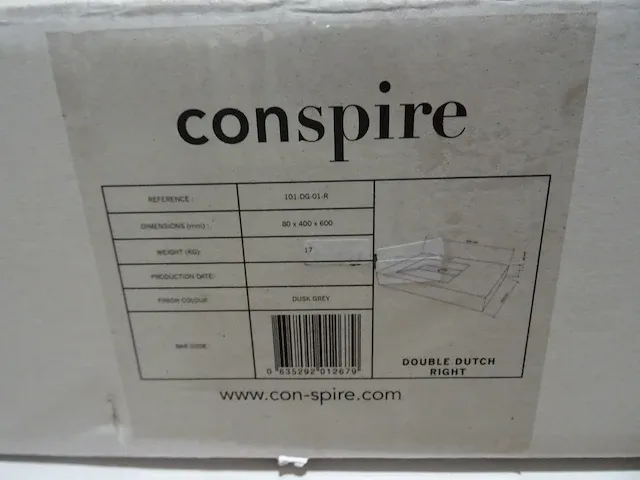 conspire
REFERENCE : 101-DG-01-R
DIMENSIONS (mm) : 80 x 400 x 600
WEIGHT (KG): 17
PRODUCTION DATE:
FINISH COLOUR DUSK GREY
BAR CODE
0 635292 012679
DOUBLE DUTCH
RIGHT
www.con-spire.com